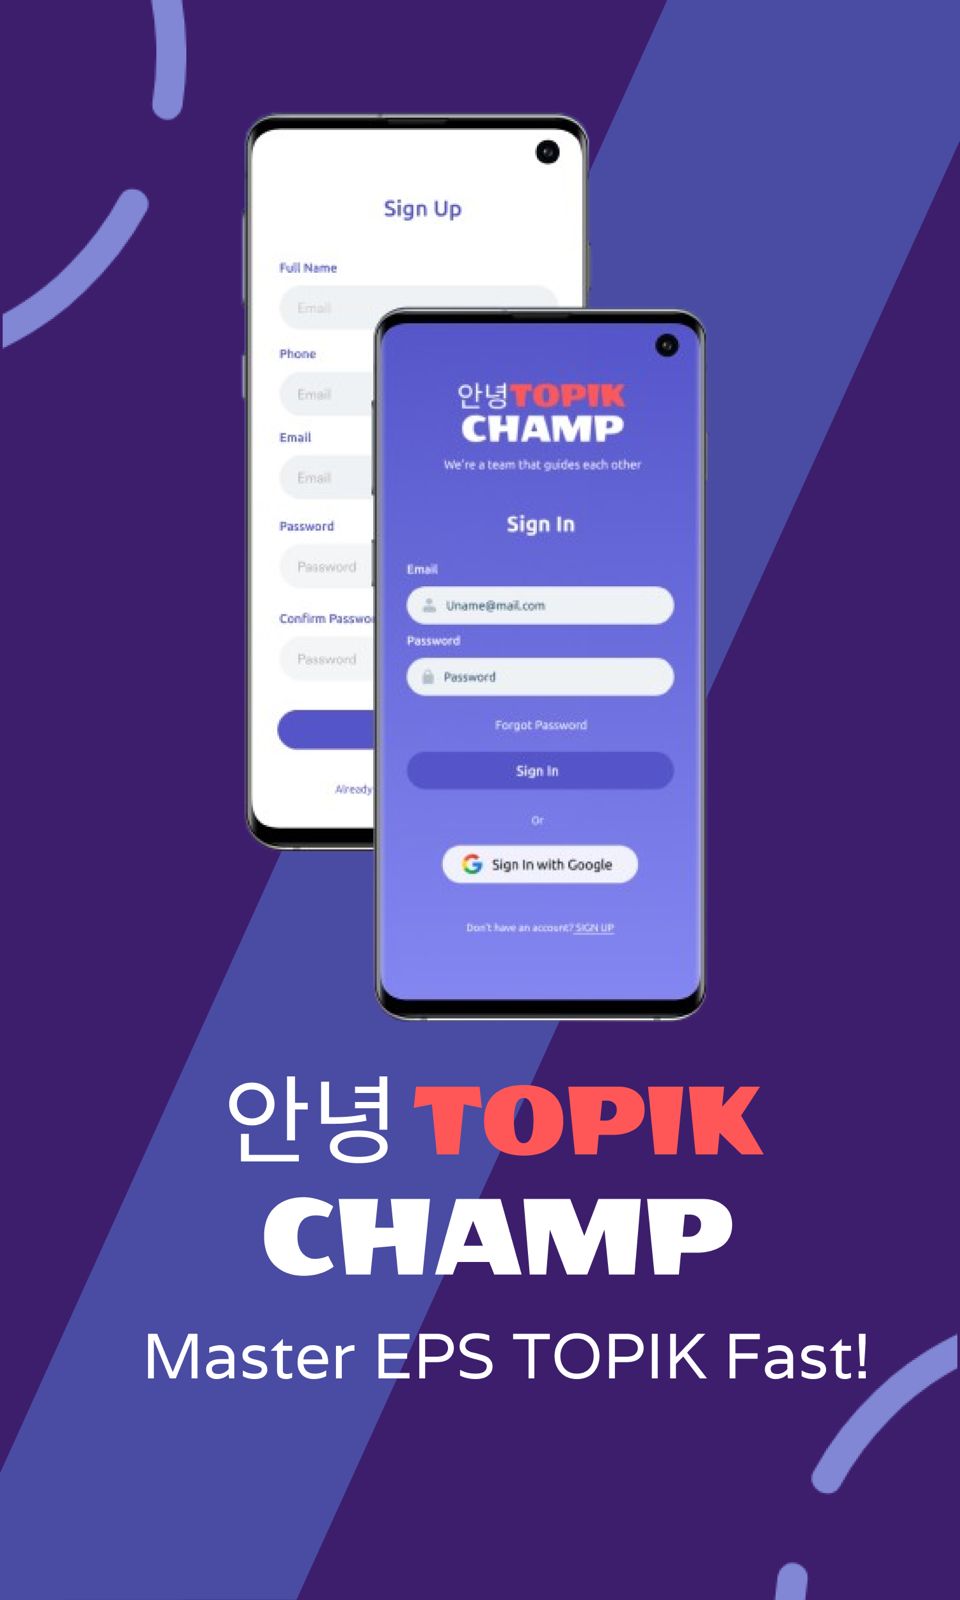 Sign Up
Full Name
Email
Phone
Email
Email
Email
Password
Password
Confirm Passwo
Password
Already
안녕TOPIK
CHAMP
We're a team that guides each other
Sign In
Email
Uname@mail.com
Password
Password
Forgot Password
Sign In
Or
G Sign In with Google
Don't have an account? SIGN UP
안녕 TOPIK
CHAMP
Master EPS TOPIK Fast!